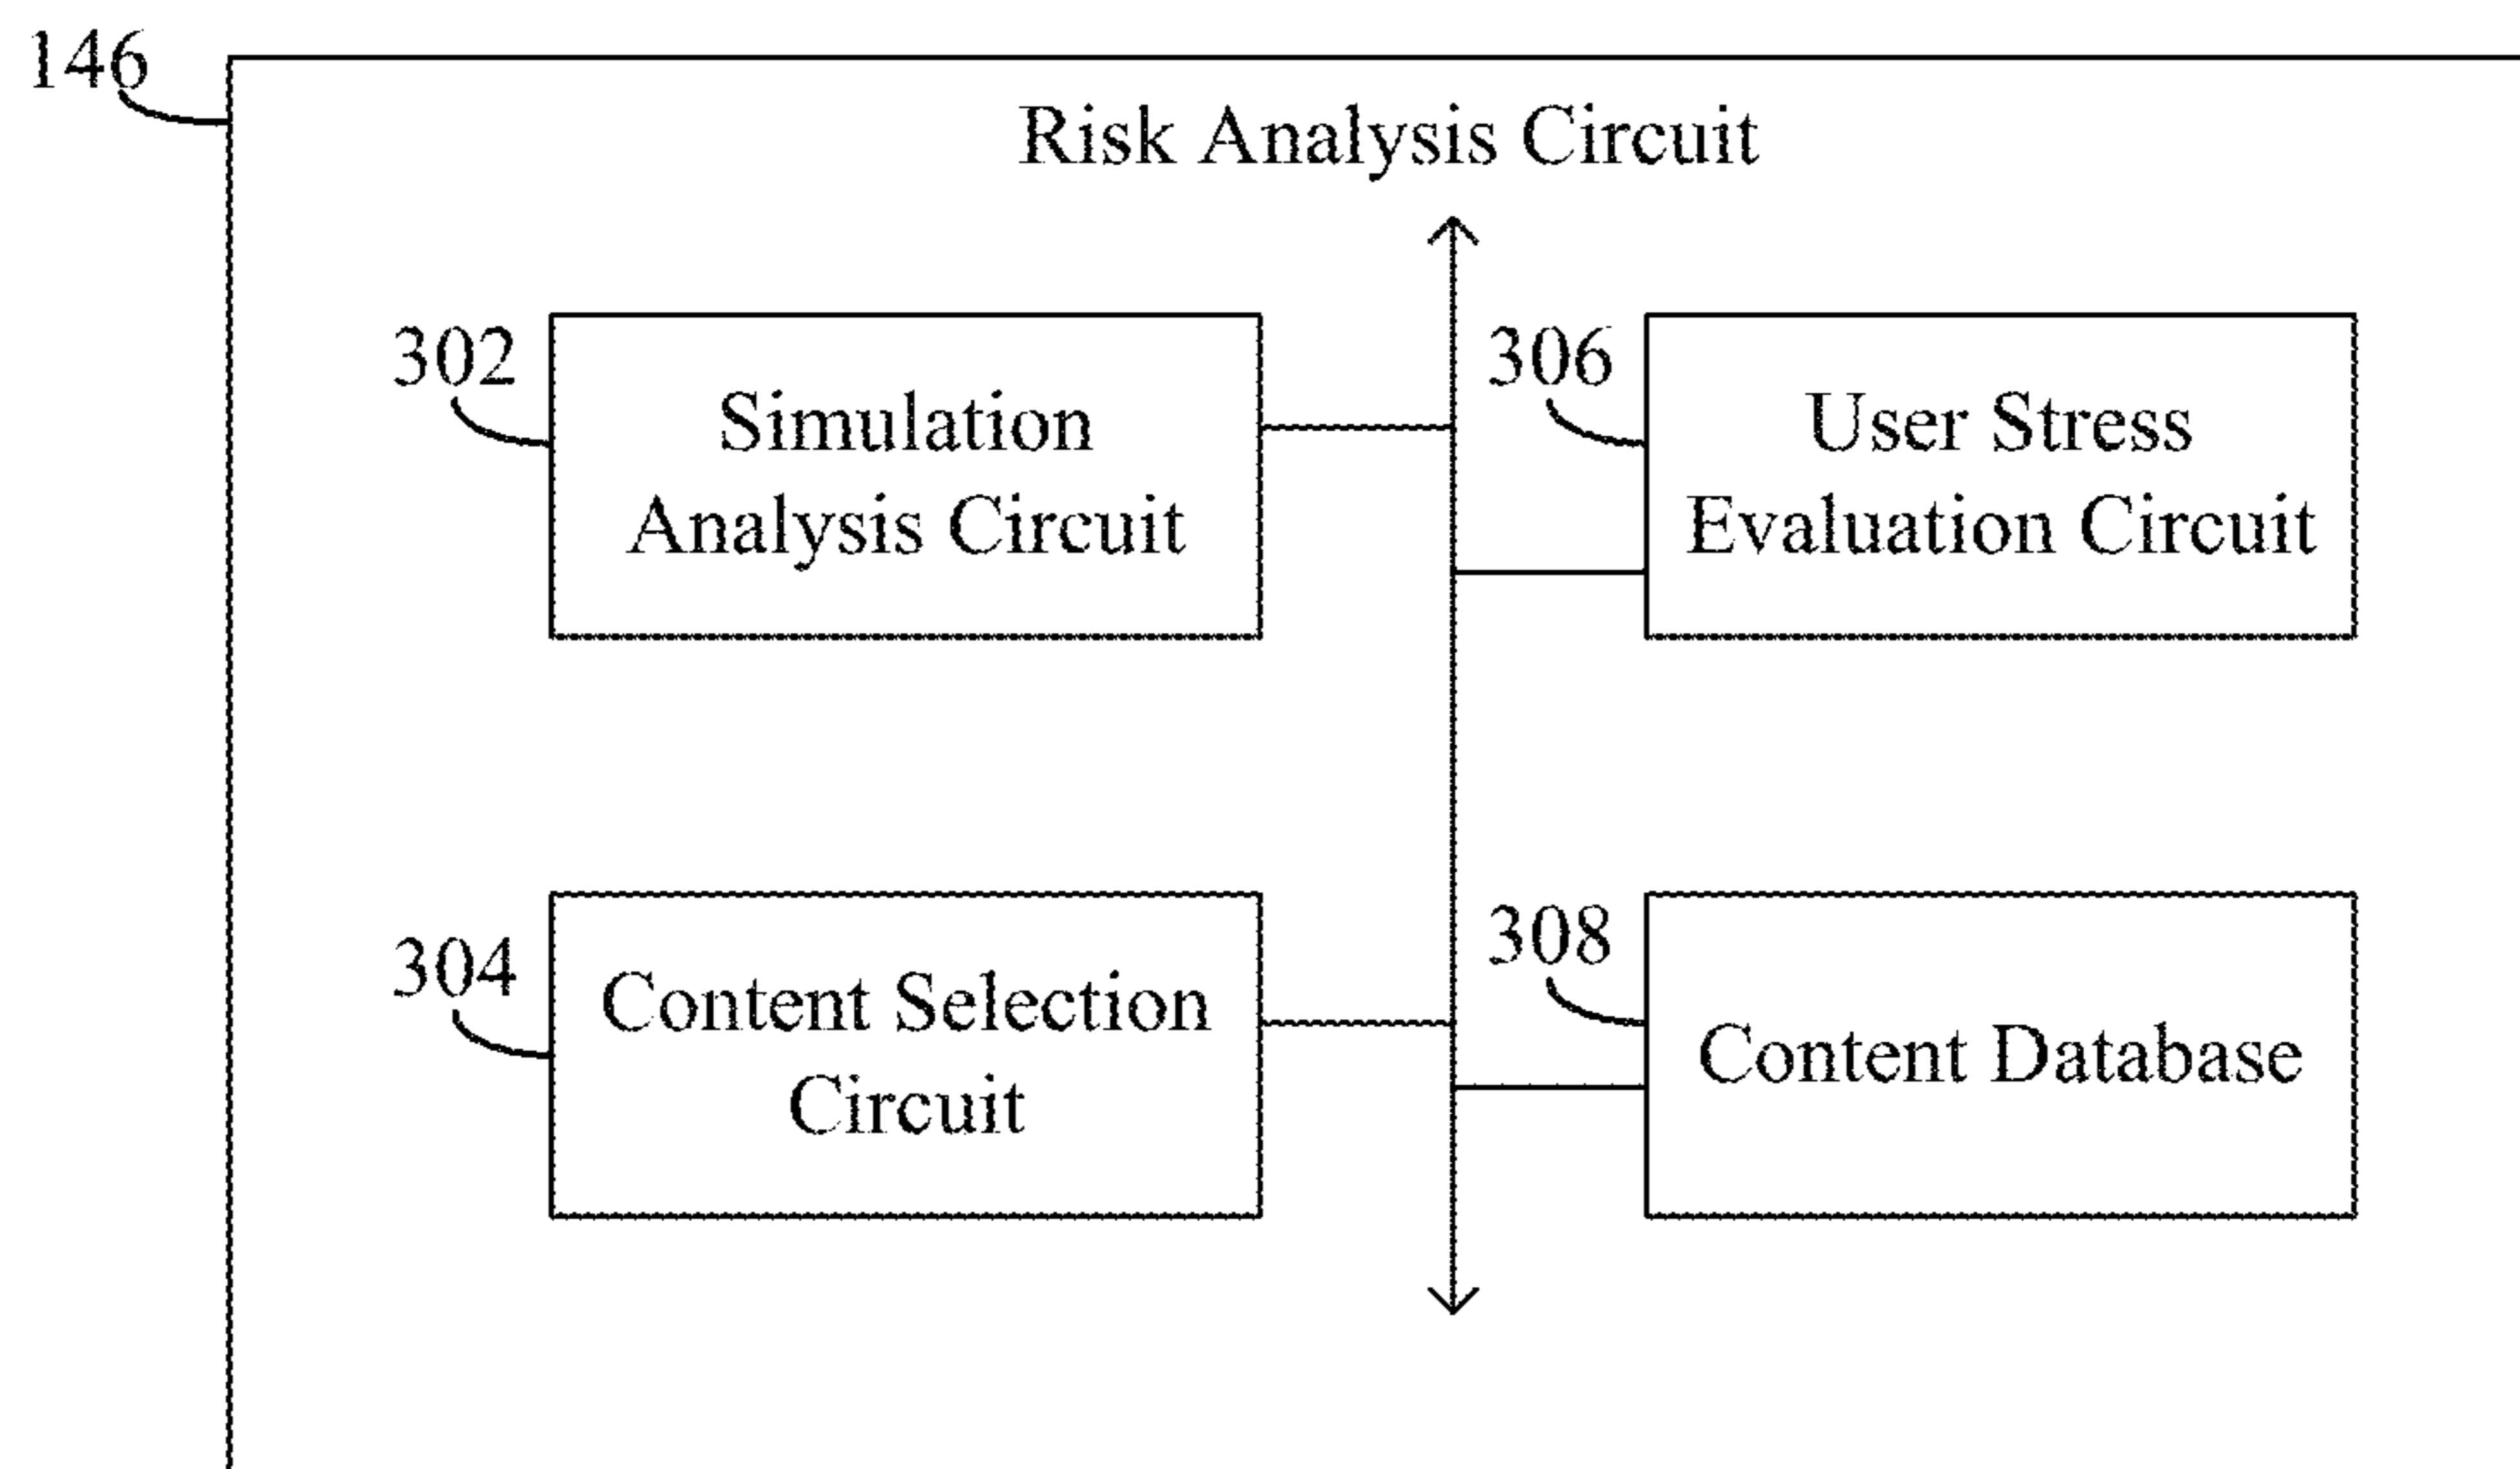 146
Risk Analysis Circuit
302
Simulation
Analysis Circuit
306
User Stress
Evaluation Circuit
304
Content Selection
Circuit
308
Content Database